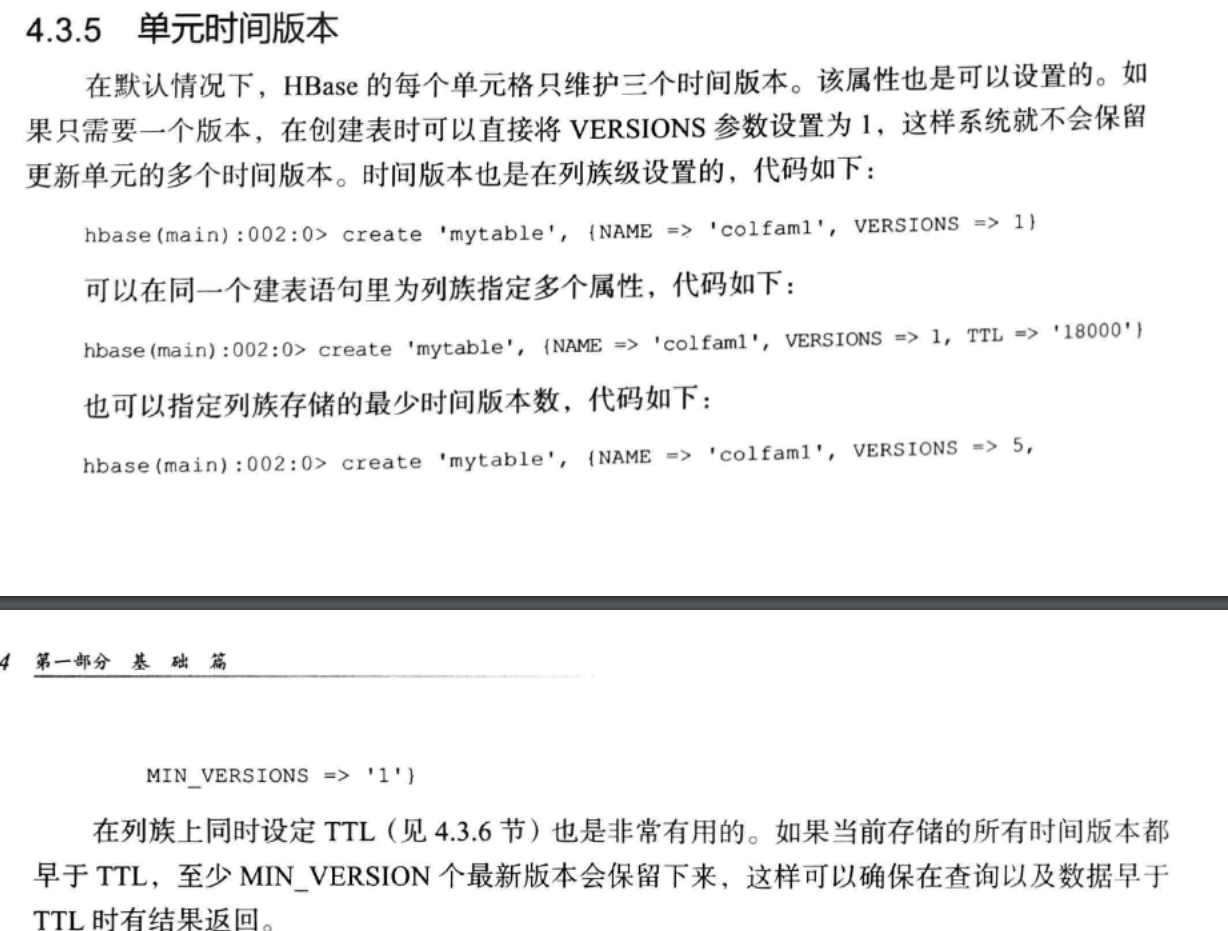 4.3.5 单元时间版本
在默认情况下，HBase 的每个单元格只维护三个时间版本。该属性也是可以设置的。如
果只需要一个版本，在创建表时可以直接将 VERSIONS 参数设置为 1，这样系统就不会保留
更新单元的多个时间版本。时间版本也是在列族级设置的，代码如下：
hbase(main):002:0> create 'mytable', {NAME => 'colfam1', VERSIONS => 1}
可以在同一个建表语句里为列族指定多个属性，代码如下：
hbase(main):002:0> create 'mytable', {NAME => 'colfam1', VERSIONS => 1, TTL => '18000'}
也可以指定列族存储的最少时间版本数，代码如下：
hbase(main):002:0> create 'mytable', {NAME => 'colfam1', VERSIONS => 5,
4 第一部分 基 础 篇
MIN_VERSIONS => '1'}
在列族上同时设定 TTL（见 4.3.6 节）也是非常有用的。如果当前存储的所有时间版本都
早于 TTL，至少 MIN_VERSION 个最新版本会保留下来，这样可以确保在查询以及数据早于
TTL 时有结果返回。